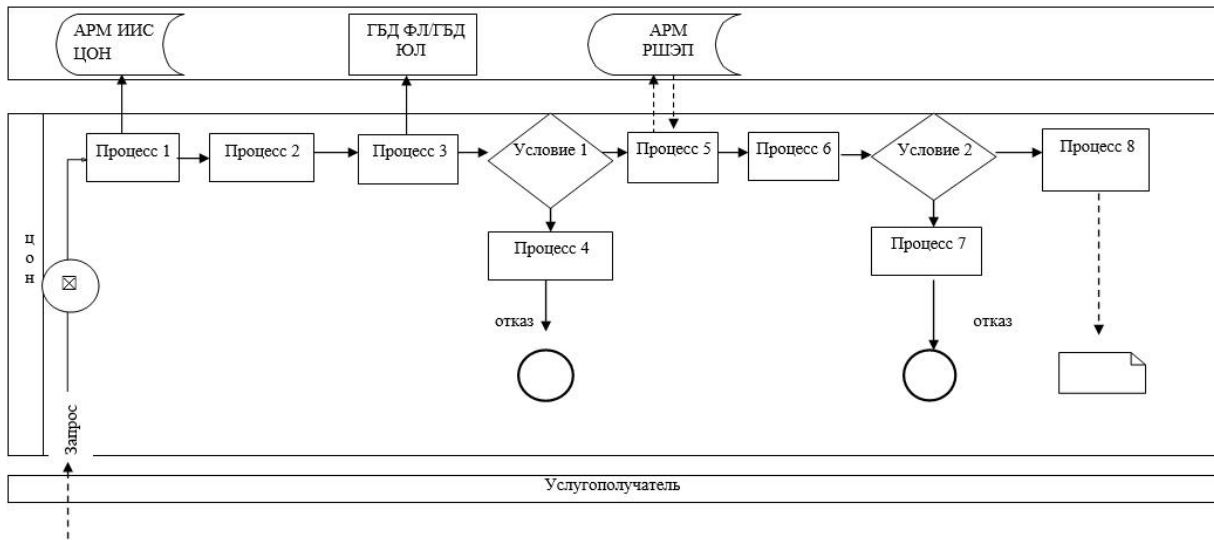 АРМ ИИС
ЦОН
ГБД ФЛ/ГБД
ЮЛ
АРМ
РШЭП
Процесс 1
Процесс 2
Процесс 3
Условие 1
Процесс 5
Процесс 6
Условие 2
Процесс 8
Процесс 4
Процесс 7
ц
о
н
отказ
отказ
Запрос
Услугополучатель